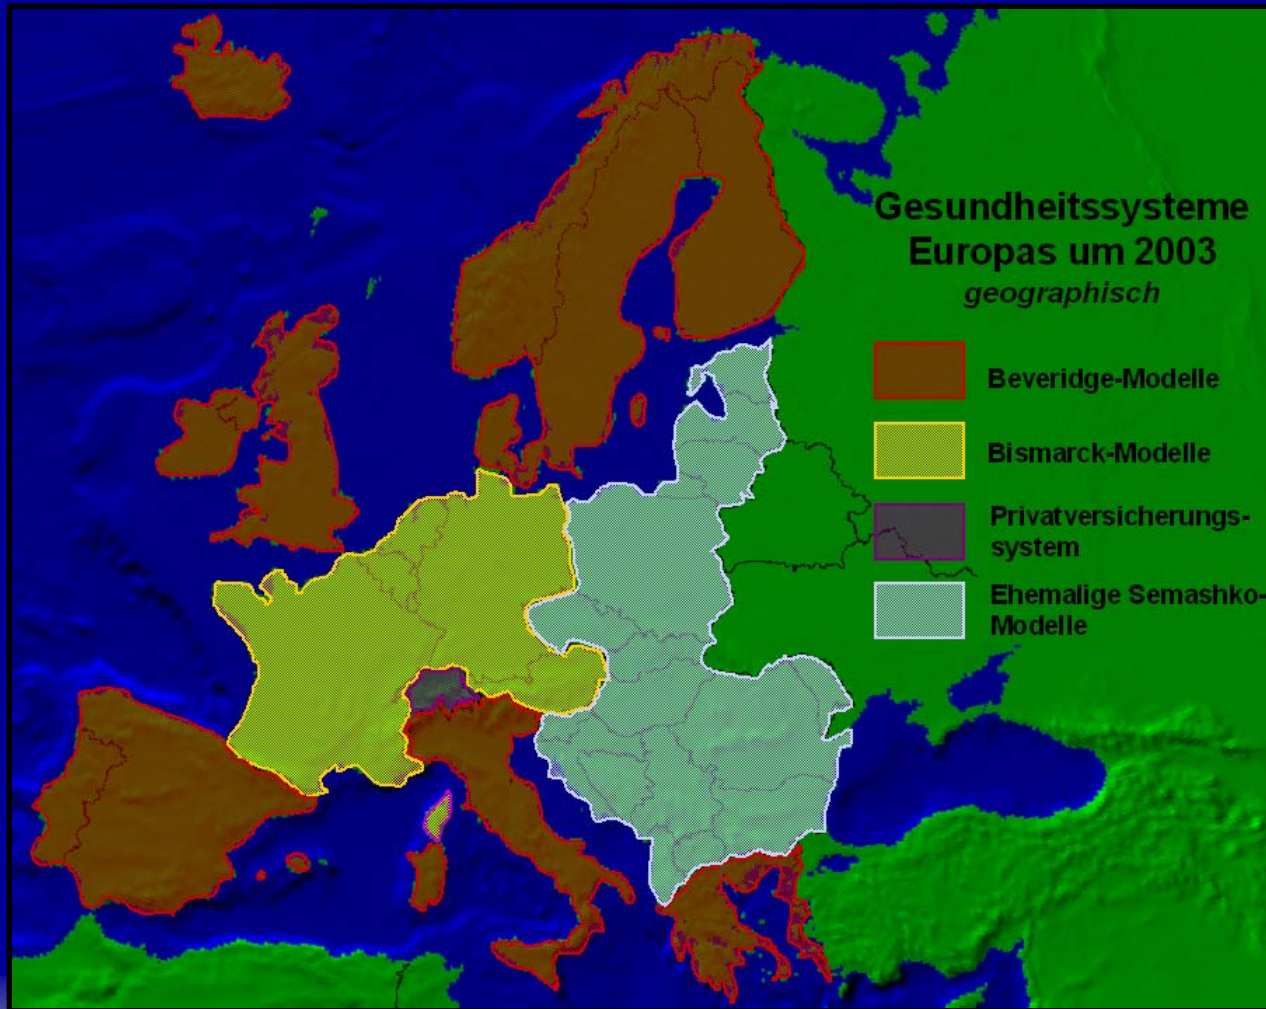 Gesundheitssysteme
Europas um 2003
geographisch
Beveridge-Modelle
Bismarck-Modelle
Privatversicherungs-
system
Ehemalige Semashko-
Modelle